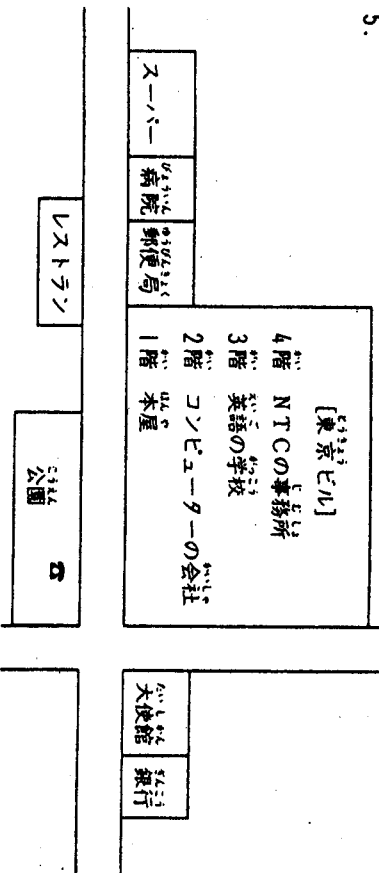 5.
スーパー
びょういん
病院
ゆうびんきょく
郵便局
とうきょう
[東京ビル]
かい じむしょ
4階 NTCの事務所
かい えいご がっこう
3階 英語の学校
かい かいしゃ
2階 コンピューターの会社
かい ほんや
1階 本屋
たいしかん
大使館
ぎんこう
銀行
レストラン
こうえん
公園
☎